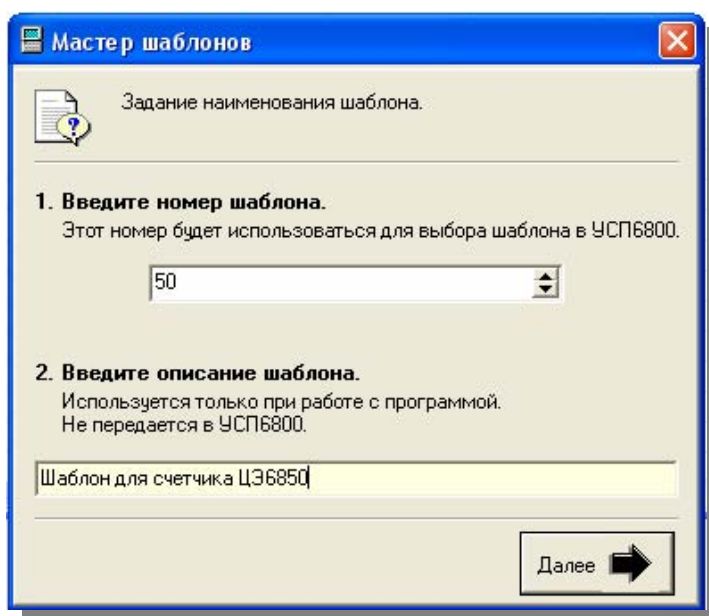 Мастер шаблонов
Задание наименования шаблона.
1. Введите номер шаблона.
Этот номер будет использоваться для выбора шаблона в УСП6800.
50
2. Введите описание шаблона.
Используется только при работе с программой.
Не передается в УСП6800.
Шаблон для счетчика ЦЭ6850
Далее